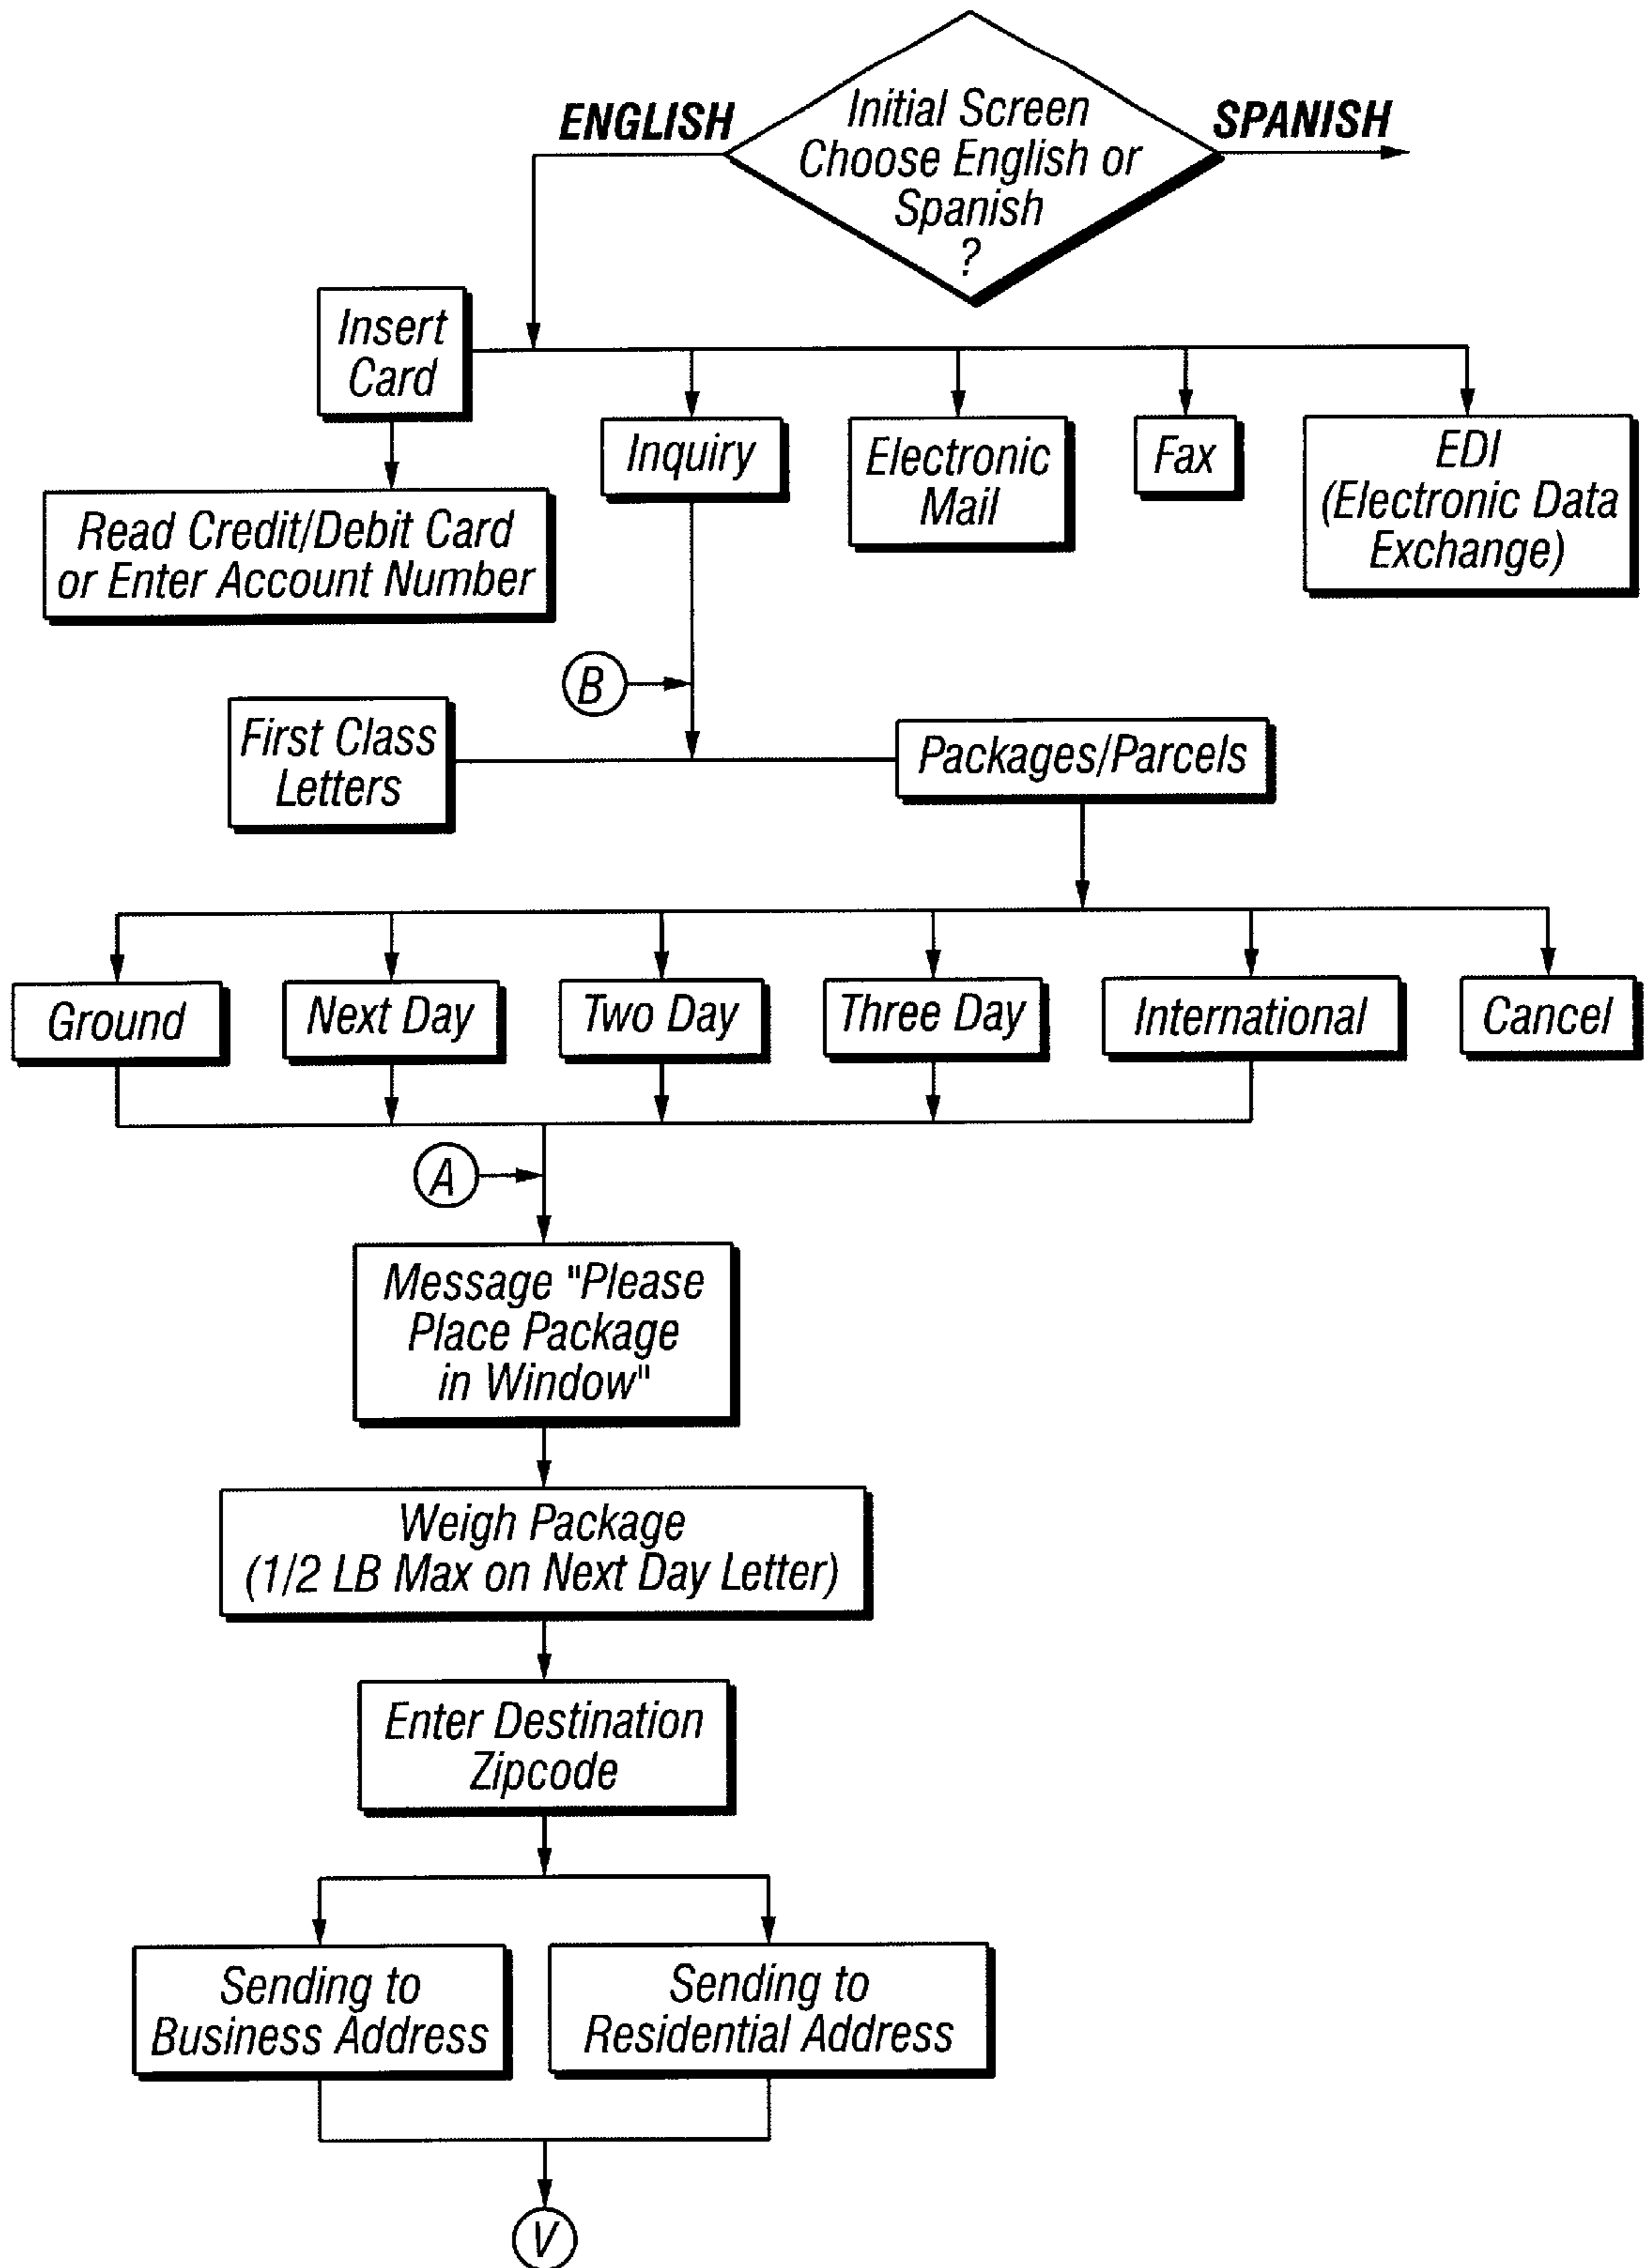 ENGLISH
SPANISH
Initial Screen
Choose English or
Spanish
?
Insert
Card
Inquiry
Electronic
Mail
Fax
EDI
(Electronic Data
Exchange)
Read Credit/Debit Card
or Enter Account Number
B
First Class
Letters
Packages/Parcels
Ground
Next Day
Two Day
Three Day
International
Cancel
A
Message "Please
Place Package
in Window"
Weigh Package
(1/2 LB Max on Next Day Letter)
Enter Destination
Zipcode
Sending to
Business Address
Sending to
Residential Address
V